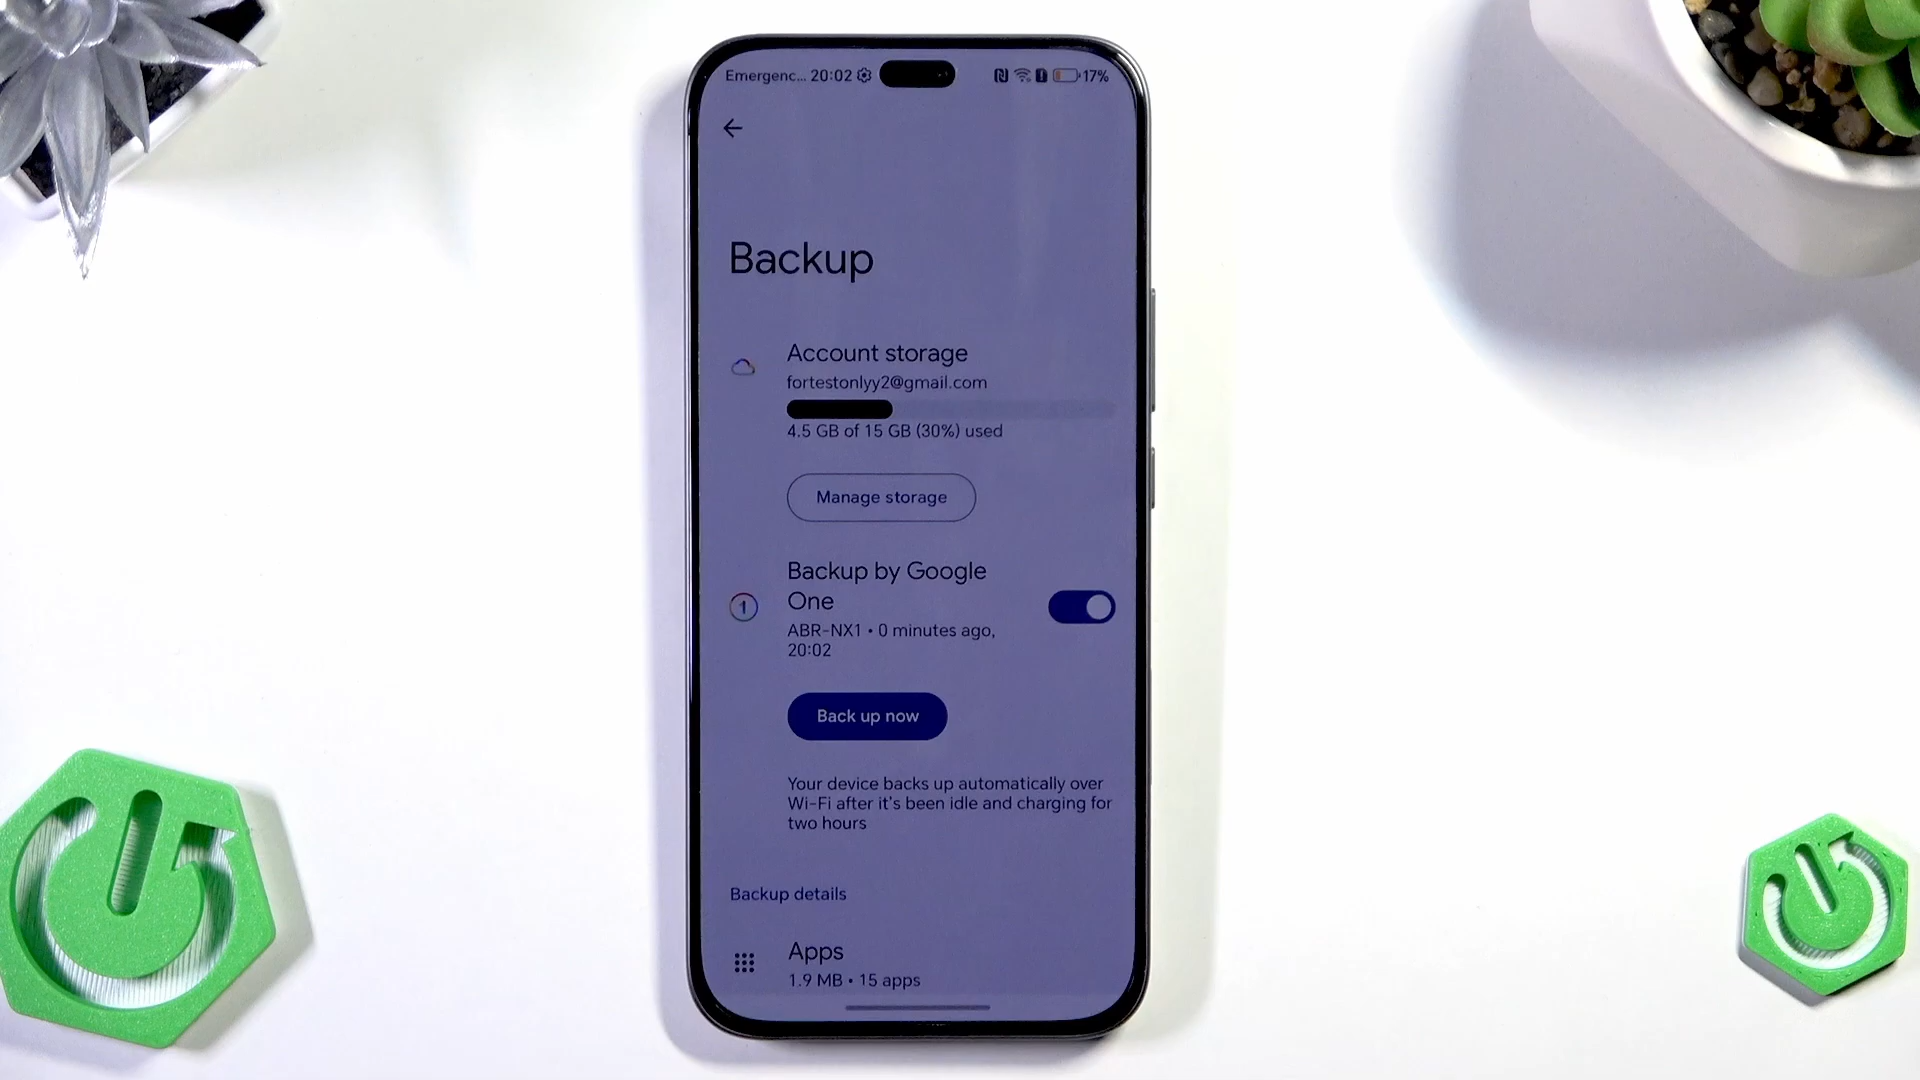 Emergenc... 20:02 17%
Backup
Account storage
fortestonlyy2@gmail.com
4.5 GB of 15 GB (30%) used
Manage storage
Backup by Google
One
ABR-NX1 • 0 minutes ago,
20:02
1
Back up now
Your device backs up automatically over
Wi-Fi after it's been idle and charging for
two hours
Backup details
Apps
1.9 MB • 15 apps